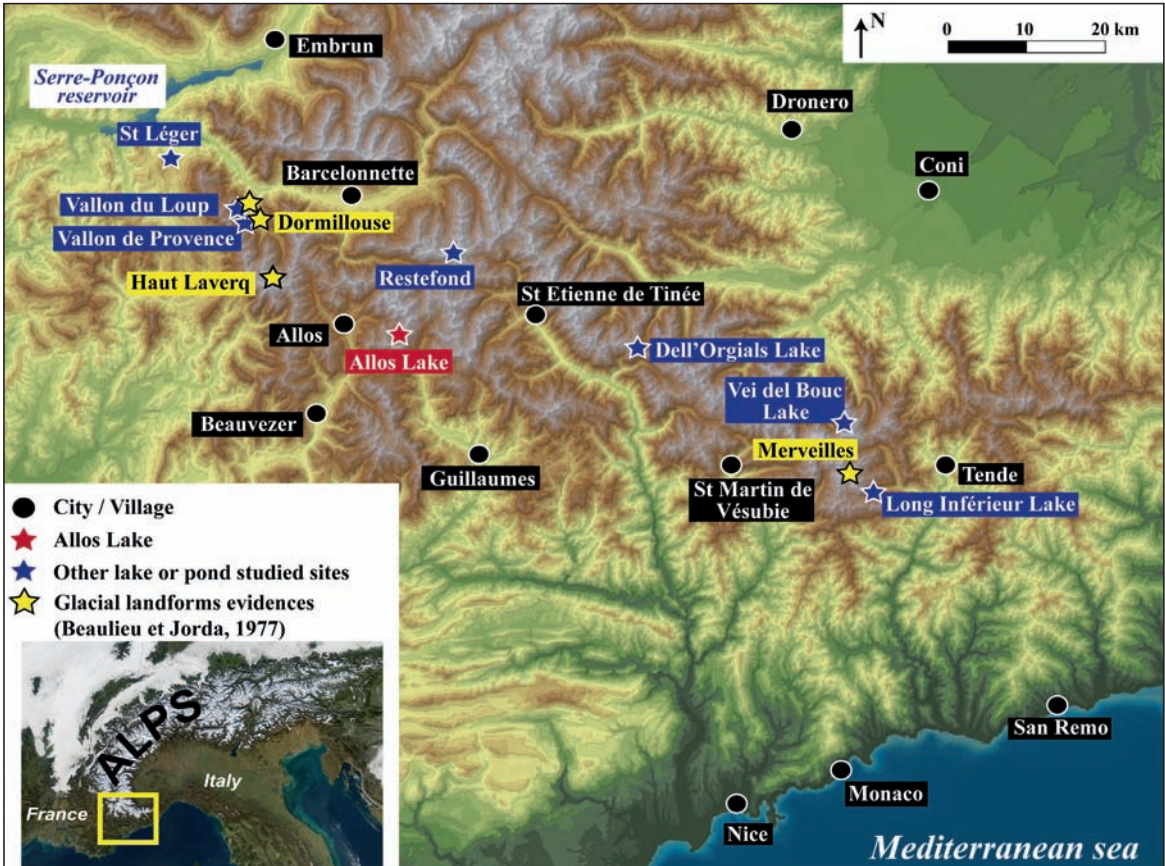 N
0 10 20 km
Embrun
Serre-Ponçon
reservoir
Dronero
St Léger
Coni
Barcelonnette
Vallon du Loup
Dormillouse
Vallon de Provence
Restefond
Haut Laverq
St Etienne de Tinée
Allos
Allos Lake
Dell'Orgials Lake
Vei del Bouc
Lake
Beauvezer
Merveilles
Guillaumes
St Martin de
Vésubie
Tende
Long Inférieur Lake
City / Village
Allos Lake
Other lake or pond studied sites
Glacial landforms evidences
(Beaulieu et Jorda, 1977)
ALPS
Italy
France
San Remo
Monaco
Nice
Mediterranean sea